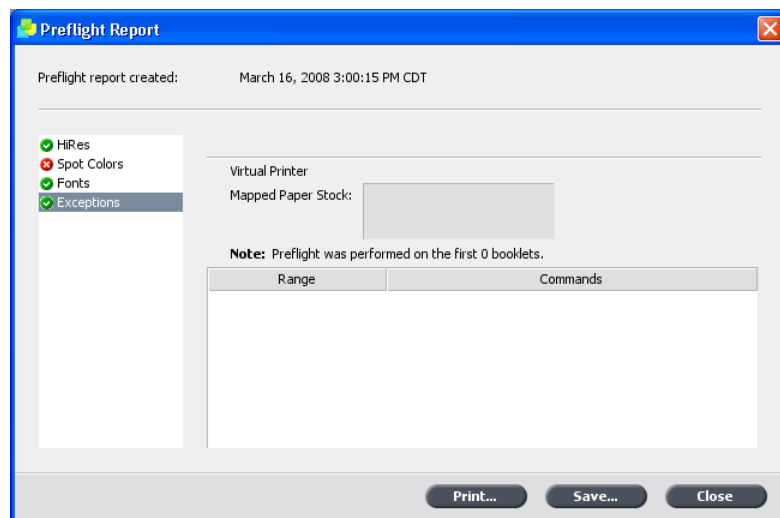 Preflight Report
Preflight report created: March 16, 2008 3:00:15 PM CDT
HiRes
Spot Colors
Fonts
Exceptions
Virtual Printer
Mapped Paper Stock:
Note: Preflight was performed on the first 0 booklets.
Range Commands
Print... Save... Close